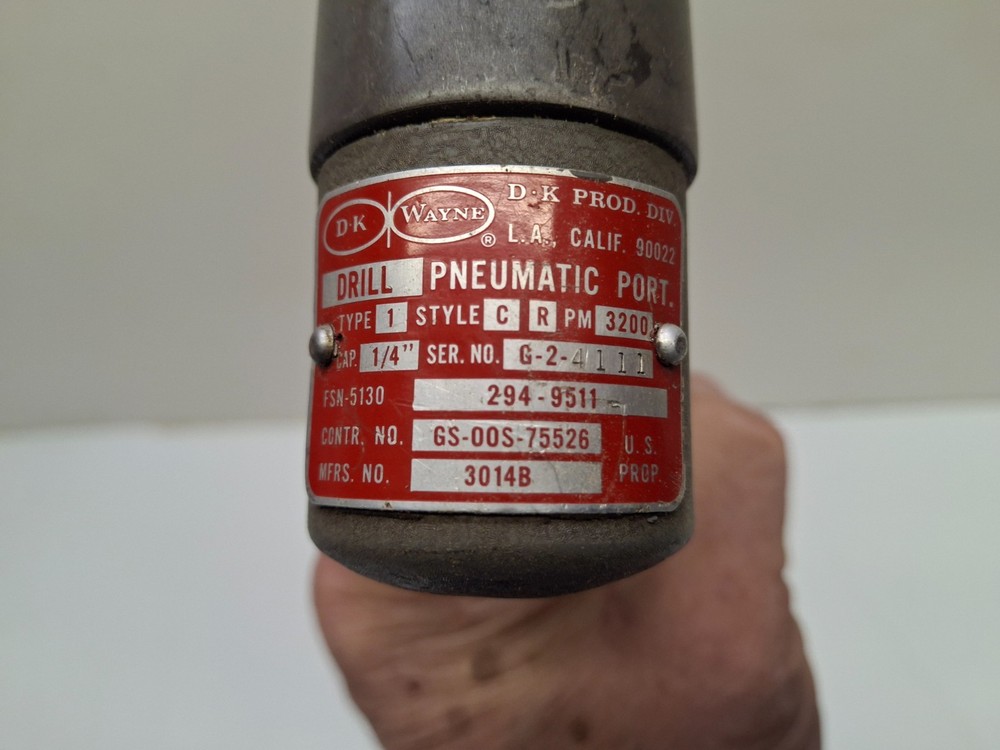 D·K WAYNE ® D·K PROD. DIV.
L.A., CALIF. 90022
DRILL PNEUMATIC PORT.
TYPE 1 STYLE C R PM 3200
CAP. 1/4" SER. NO. G-2-4111
FSN-5130 294-9511
CONTR. NO. GS-00S-75526 U.S.
MFRS. NO. 3014B PROP.